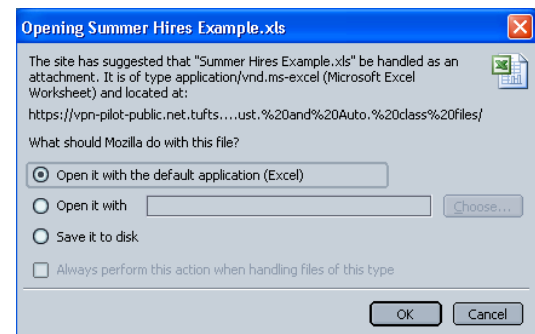 Opening Summer Hires Example.xls
The site has suggested that "Summer Hires Example.xls" be handled as an
attachment. It is of type application/vnd.ms-excel (Microsoft Excel
Worksheet) and located at:
https://vpn-pilot-public.net.tufts....ust.%20and%20Auto.%20class%20files/
What should Mozilla do with this file?
Open it with the default application (Excel)
Open it with Choose...
Save it to disk
Always perform this action when handling files of this type
OK Cancel